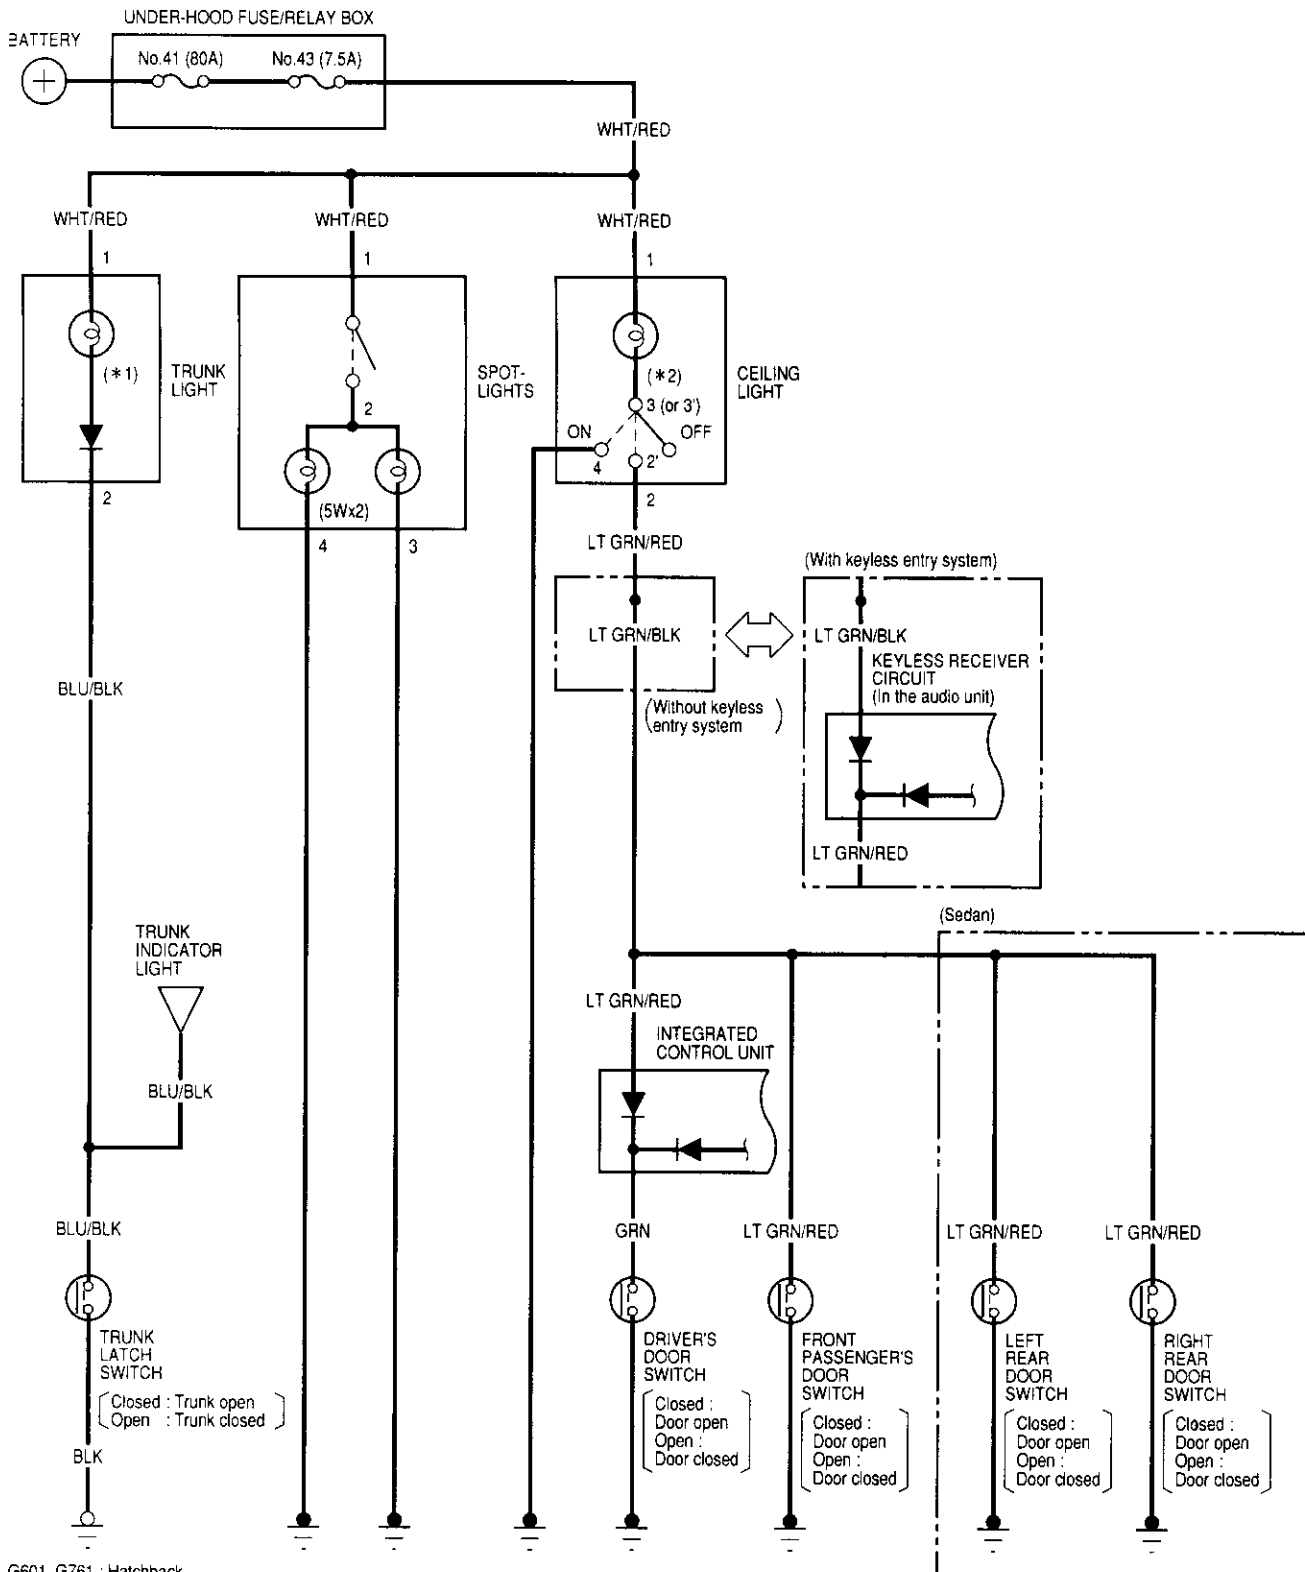 UNDER-HOOD FUSE/RELAY BOX
BATTERY
No.41 (80A)
No.43 (7.5A)
WHT/RED
WHT/RED
WHT/RED
WHT/RED
1
1
1
(*1)
TRUNK
LIGHT
2
2
SPOT-
LIGHTS
(5Wx2)
4
3
(*2)
3 (or 3')
ON
OFF
4
2'
2
CEILING
LIGHT
LT GRN/RED
LT GRN/BLK
(Without keyless
entry system)
(With keyless entry system)
LT GRN/BLK
KEYLESS RECEIVER
CIRCUIT
(In the audio unit)
LT GRN/RED
BLU/BLK
TRUNK
INDICATOR
LIGHT
BLU/BLK
(Sedan)
LT GRN/RED
INTEGRATED
CONTROL UNIT
BLU/BLK
GRN
LT GRN/RED
LT GRN/RED
LT GRN/RED
TRUNK
LATCH
SWITCH
Closed : Trunk open
Open : Trunk closed
BLK
DRIVER'S
DOOR
SWITCH
Closed :
Door open
Open :
Door closed
FRONT
PASSENGER'S
DOOR
SWITCH
Closed :
Door open
Open :
Door closed
LEFT
REAR
DOOR
SWITCH
Closed :
Door open
Open :
Door closed
RIGHT
REAR
DOOR
SWITCH
Closed :
Door open
Open :
Door closed
G601, G761 : Hatchback